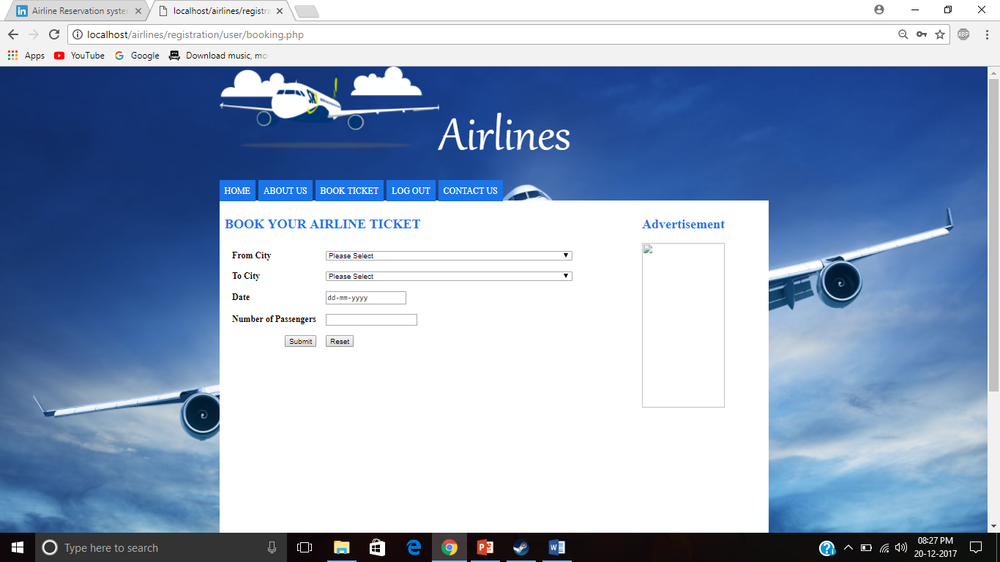 in Airline Reservation syste
localhost/airlines/registra
localhost/airlines/registration/user/booking.php
ABP
Apps YouTube Google Download music, mo
Airlines
HOME ABOUT US BOOK TICKET LOG OUT CONTACT US
BOOK YOUR AIRLINE TICKET
Advertisement
From City Please Select
To City Please Select
Date dd-mm-yyyy
Number of Passengers
Submit Reset
Type here to search
08:27 PM
20-12-2017